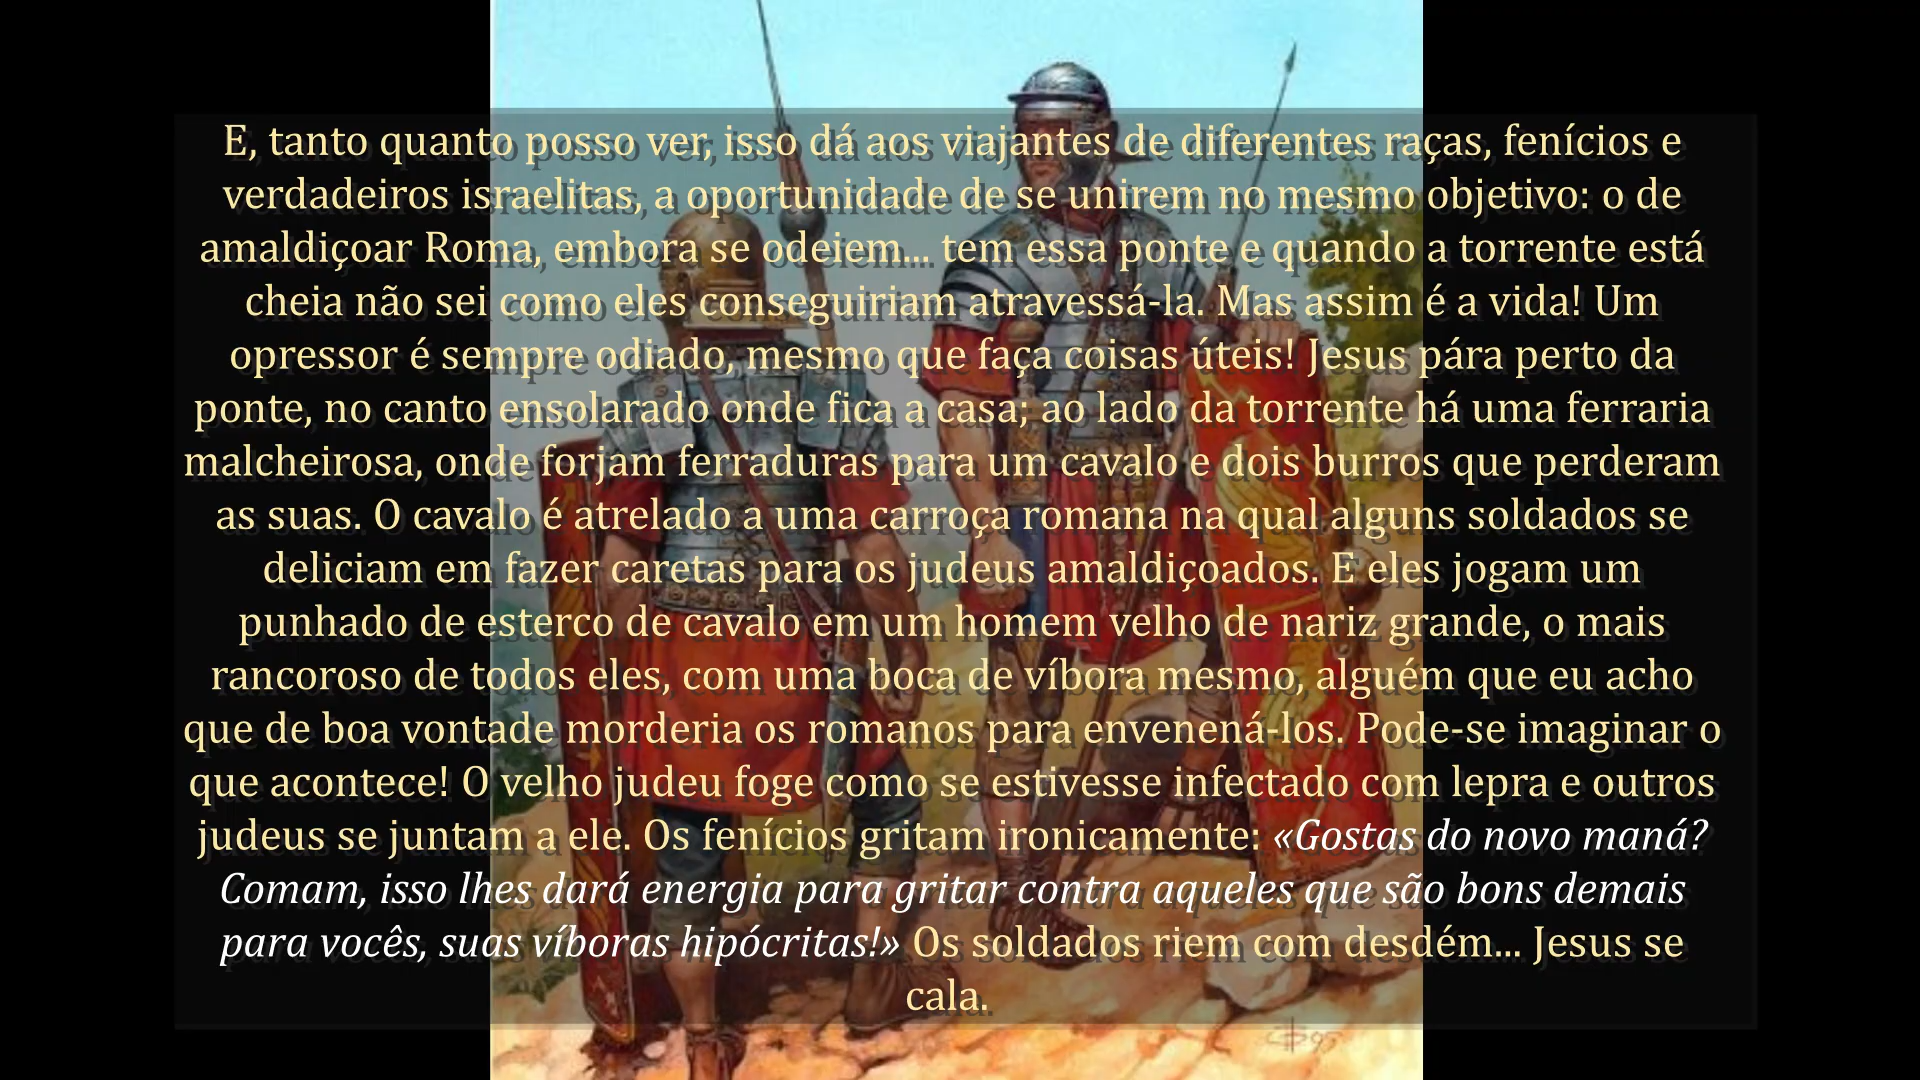 E, tanto quanto posso ver, isso dá aos viajantes de diferentes raças, fenícios e
verdadeiros israelitas, a oportunidade de se unirem no mesmo objetivo: o de
amaldiçoar Roma, embora se odeiem... tem essa ponte e quando a torrente está
cheia não sei como eles conseguiriam atravessá-la. Mas assim é a vida! Um
opressor é sempre odiado, mesmo que faça coisas úteis! Jesus pára perto da
ponte, no canto ensolarado onde fica a casa; ao lado da torrente há uma ferraria
malcheirosa, onde forjam ferraduras para um cavalo e dois burros que perderam
as suas. O cavalo é atrelado a uma carroça romana na qual alguns soldados se
deliciam em fazer caretas para os judeus amaldiçoados. E eles jogam um
punhado de esterco de cavalo em um homem velho de nariz grande, o mais
rancoroso de todos eles, com uma boca de víbora mesmo, alguém que eu acho
que de boa vontade morderia os romanos para envenená-los. Pode-se imaginar o
que acontece! O velho judeu foge como se estivesse infectado com lepra e outros
judeus se juntam a ele. Os fenícios gritam ironicamente: «Gostas do novo maná?
Comam, isso lhes dará energia para gritar contra aqueles que são bons demais
para vocês, suas víboras hipócritas!» Os soldados riem com desdém... Jesus se
cala.